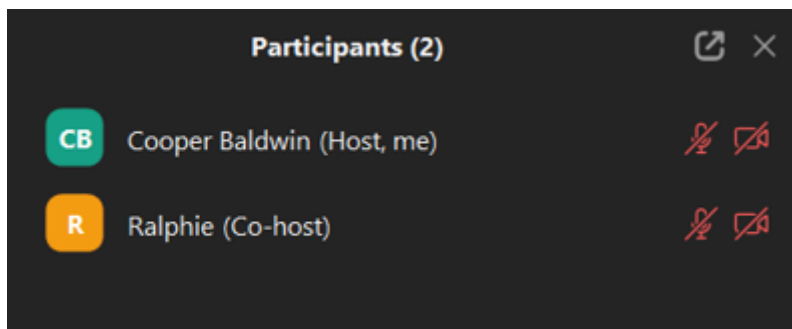 Participants (2)
CB Cooper Baldwin (Host, me)
R Ralphie (Co-host)